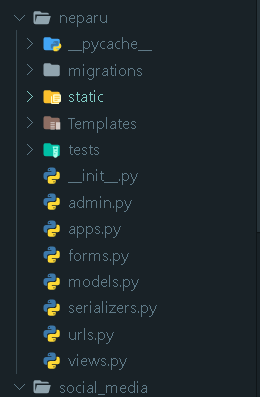 neparu
__pycache__
migrations
static
Templates
tests
__init__.py
admin.py
apps.py
forms.py
models.py
serializers.py
urls.py
views.py
social_media